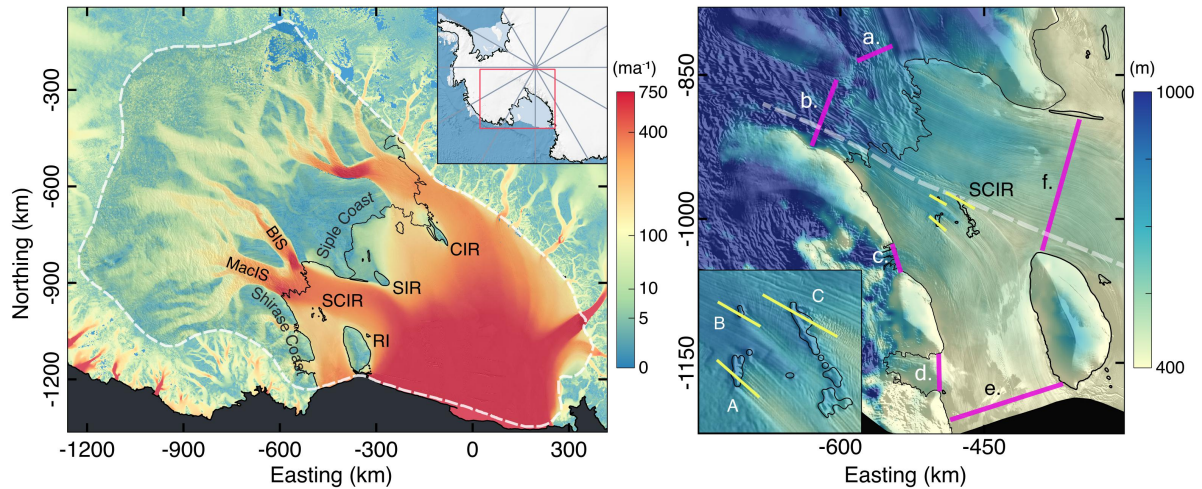 (ma⁻¹)
750
400
100
10
5
0
-300
-600
-900
-1200
Northing (km)
-1200
-900
-600
-300
0
300
Easting (km)
BIS
MacIS
Siple Coast
Shirase Coast
SCIR
SIR
CIR
RI
(m)
1000
400
-850
-1000
-1150
-600
-450
Easting (km)
a.
b.
SCIR
f.
c.
d.
e.
C
B
A